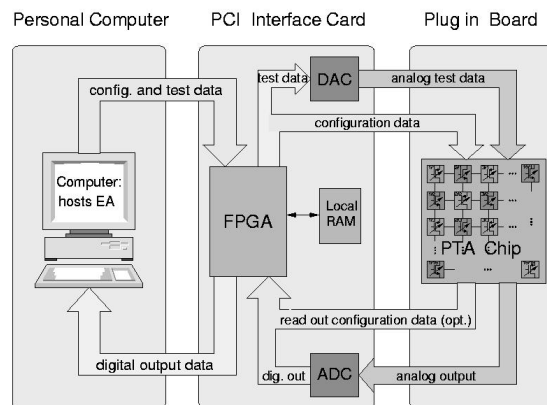 Personal Computer
PCI Interface Card
Plug in Board
config. and test data
test data
DAC
analog test data
configuration data
Computer:
hosts EA
FPGA
Local
RAM
PTA Chip
read out configuration data (opt.)
digital output data
dig. out
ADC
analog output